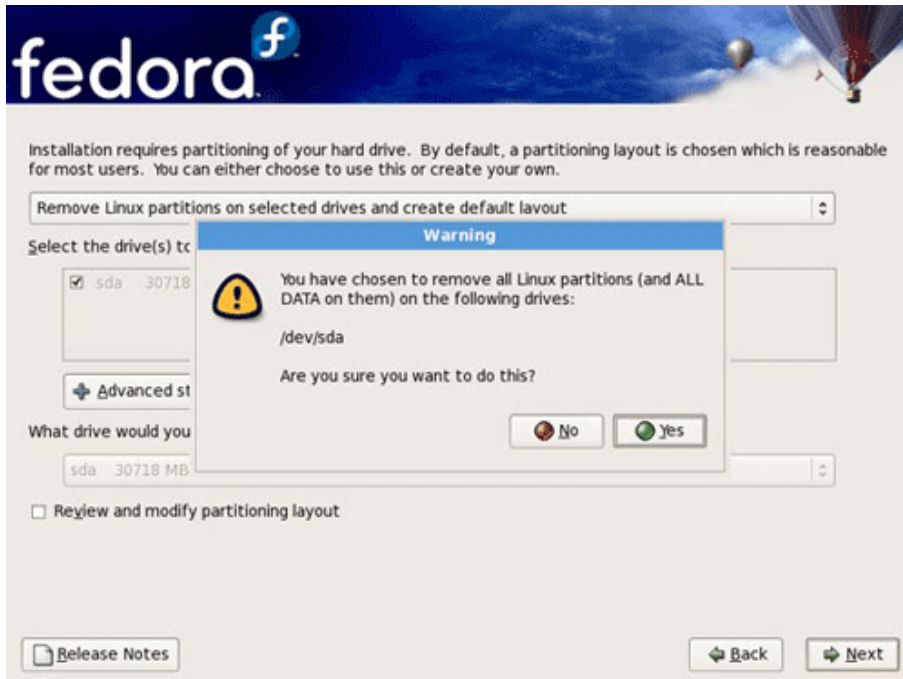 fedora
Installation requires partitioning of your hard drive. By default, a partitioning layout is chosen which is reasonable
for most users. You can either choose to use this or create your own.
Remove Linux partitions on selected drives and create default layout
Select the drive(s) to
Warning
sda 30718
You have chosen to remove all Linux partitions (and ALL
DATA on them) on the following drives:
/dev/sda
Are you sure you want to do this?
Advanced st
No Yes
What drive would you
sda 30718 MB
Review and modify partitioning layout
Release Notes Back Next